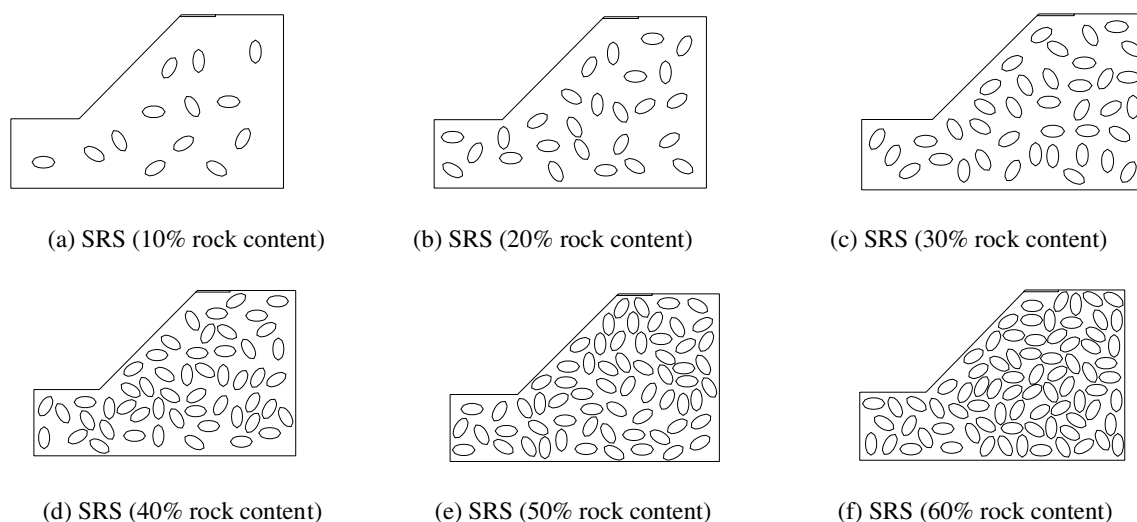 (a) SRS (10% rock content)
(b) SRS (20% rock content)
(c) SRS (30% rock content)
(d) SRS (40% rock content)
(e) SRS (50% rock content)
(f) SRS (60% rock content)